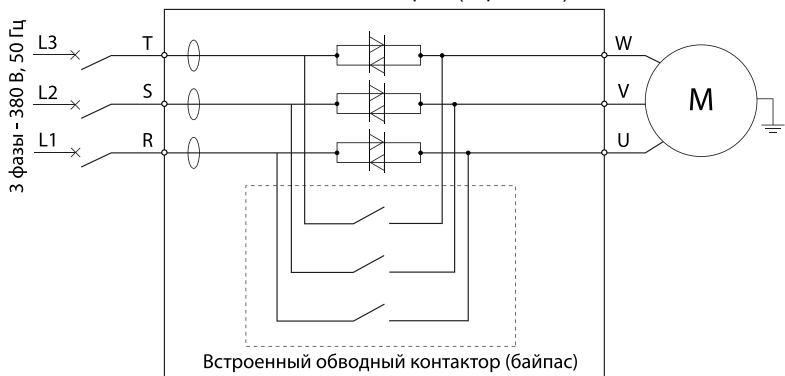 3 фазы - 380 В, 50 Гц
L3 T W
L2 S V
L1 R U
M
Встроенный обводный контактор (байпас)